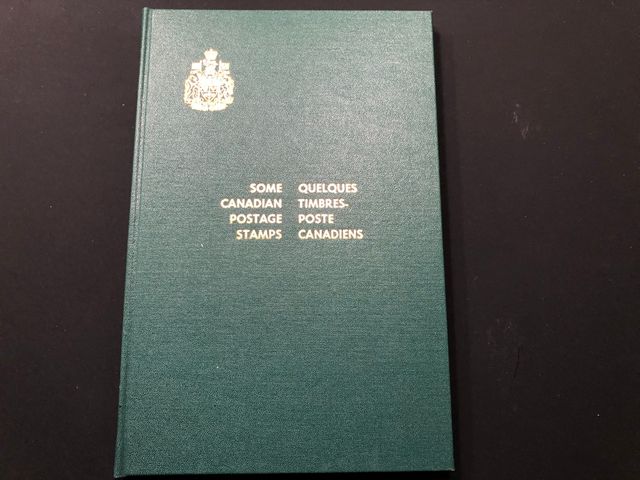 SOME
CANADIAN
POSTAGE
STAMPS
QUELQUES
TIMBRES-
POSTE
CANADIENS